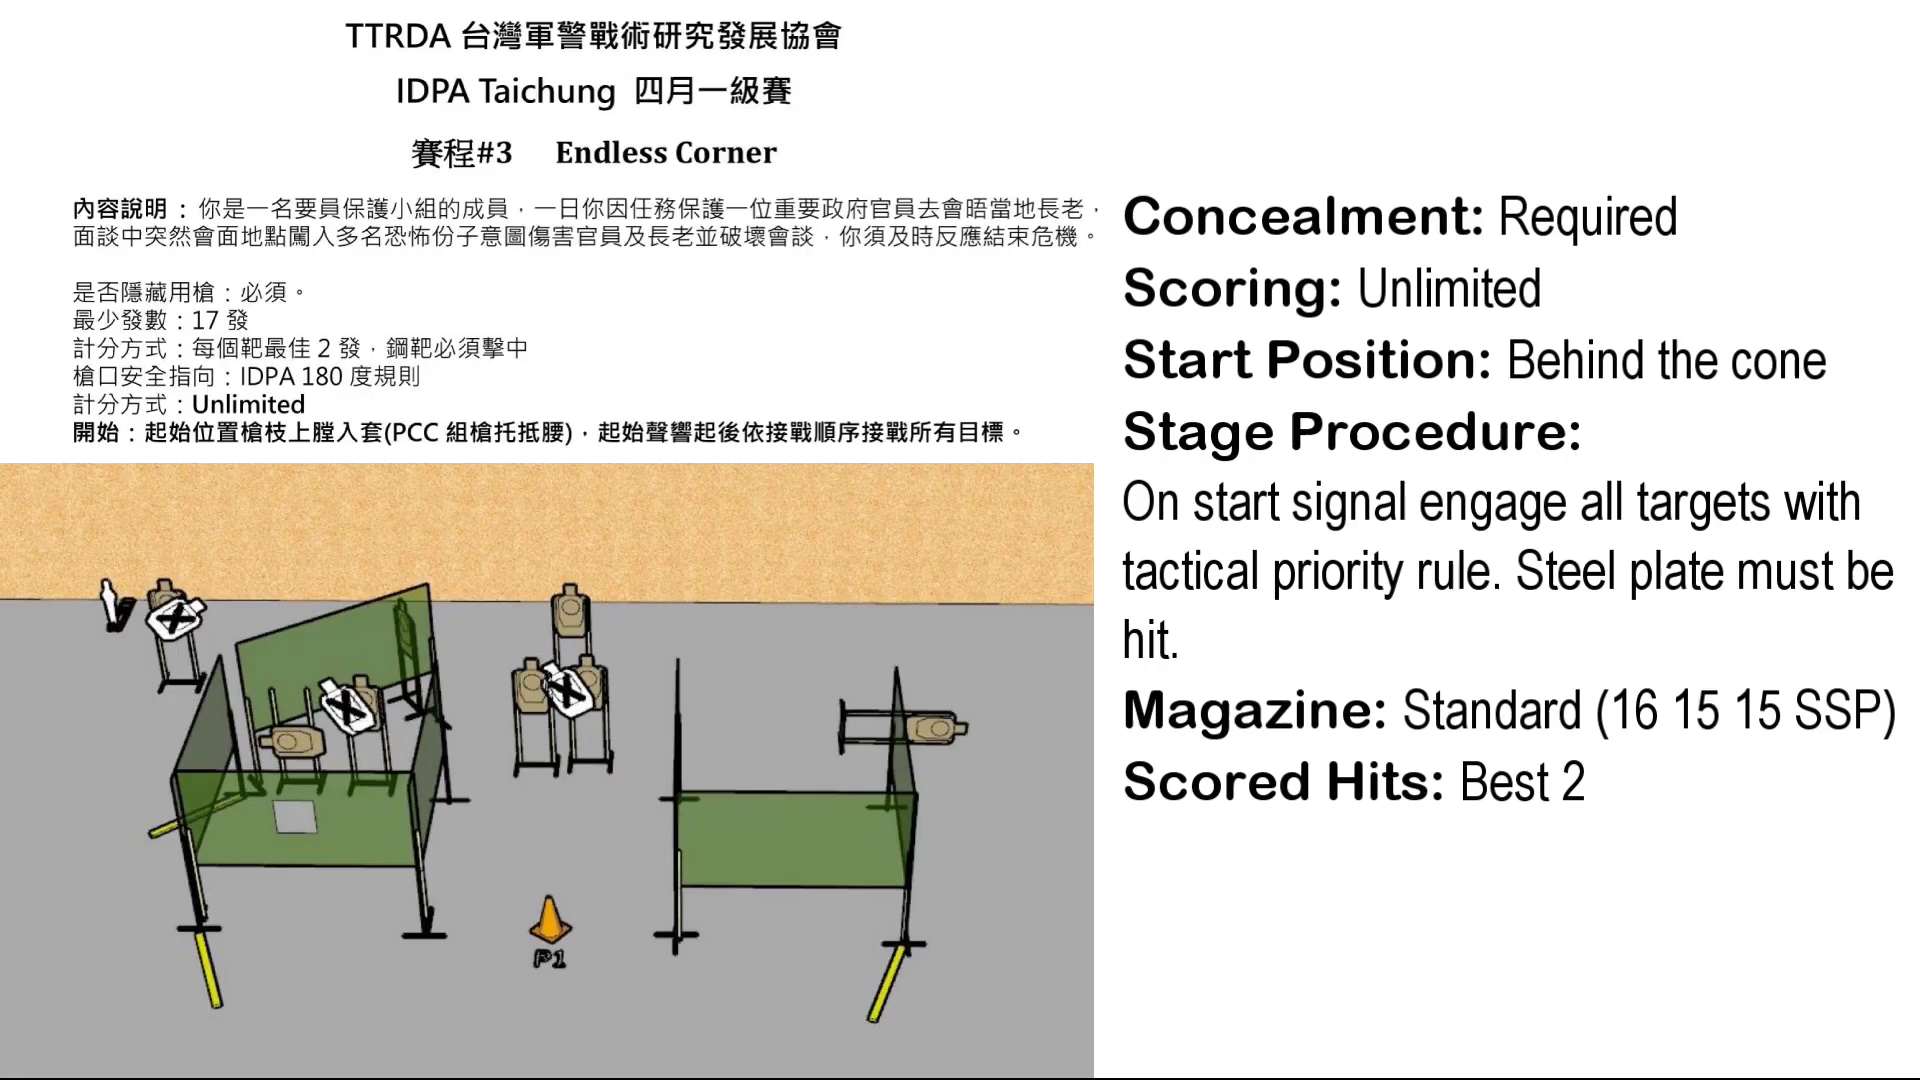 TTRDA 台灣軍警戰術研究發展協會
IDPA Taichung 四月一級賽
賽程#3 Endless Corner
內容說明：你是一名要員保護小組的成員，一日你因任務保護一位重要政府官員去會晤當地長老，
面談中突然會面地點闖入多名恐怖份子意圖傷害官員及長老並破壞會談，你須及時反應結束危機。
是否隱藏用槍：必須。
最少發數：17 發
計分方式：每個靶最佳 2 發，鋼靶必須擊中
槍口安全指向：IDPA 180 度規則
計分方式：Unlimited
開始：起始位置槍枝上膛入套(PCC 組槍托抵腰)，起始聲響起後依接戰順序接戰所有目標。
P1
Concealment: Required
Scoring: Unlimited
Start Position: Behind the cone
Stage Procedure:
On start signal engage all targets with
tactical priority rule. Steel plate must be
hit.
Magazine: Standard (16 15 15 SSP)
Scored Hits: Best 2